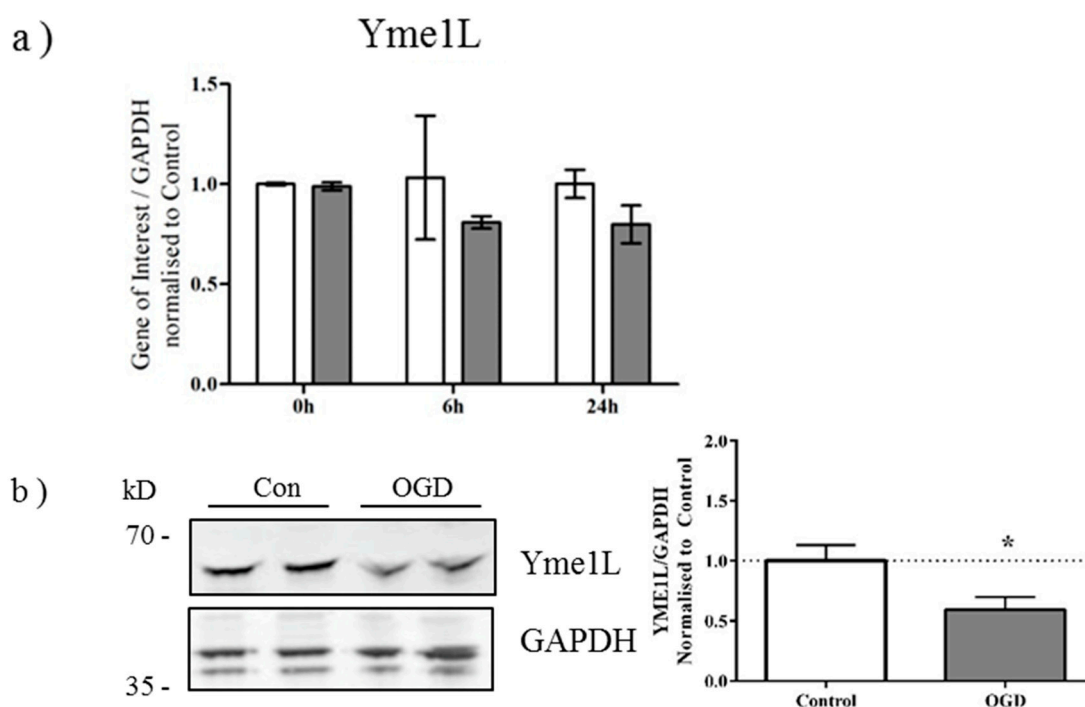 a )
Yme1L
Gene of Interest / GAPDH
normalised to Control
1.5
1.0
0.5
0.0
0h 6h 24h
b )
kD
Con OGD
70 -
Yme1L
GAPDH
35 -
YME1L/GAPDH
Normalised to Control
2.0
1.5
1.0
0.5
0.0
*
Control OGD